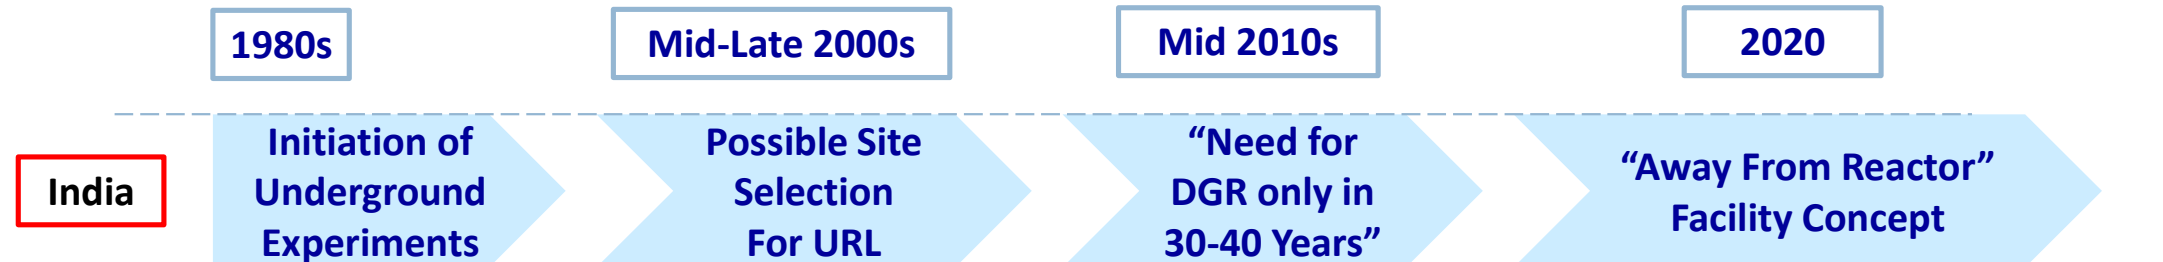 1980s
Mid-Late 2000s
Mid 2010s
2020
India
Initiation of
Underground
Experiments
Possible Site
Selection
For URL
“Need for
DGR only in
30-40 Years”
“Away From Reactor”
Facility Concept